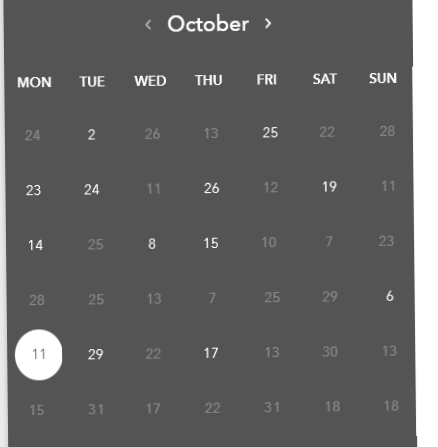 ‹ October ›
MON TUE WED THU FRI SAT SUN
24 2 26 13 25 22 28
23 24 11 26 12 19 11
14 25 8 15 10 7 23
28 25 13 7 25 29 6
11 29 22 17 13 30 13
15 31 17 22 31 18 18